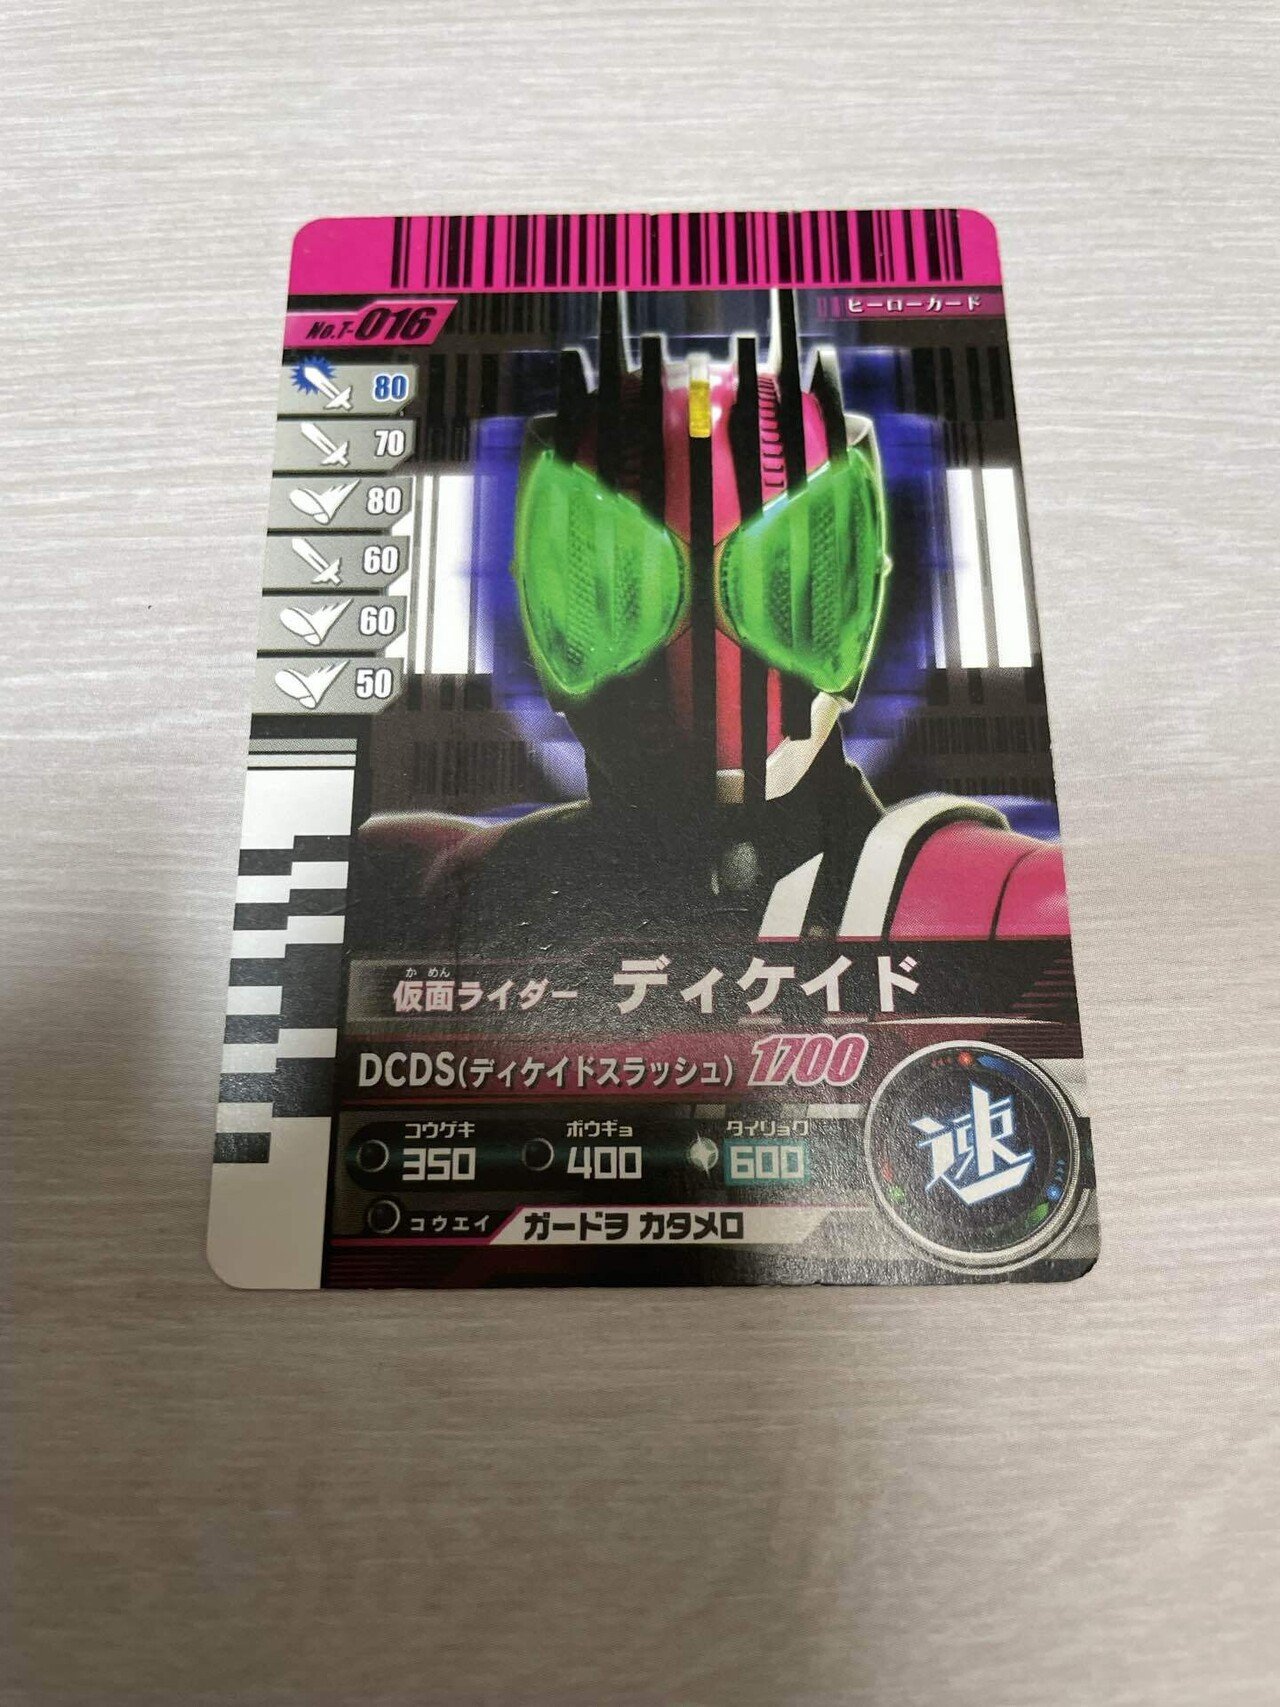 ヒーローカード
No.T-016
80
70
80
60
60
50
かめん
仮面ライダー ディケイド
DCDS(ディケイドスラッシュ) 1700
コウゲキ ボウギョ タイリョク
350 400 600
コウエイ ガードヲ カタメロ
速